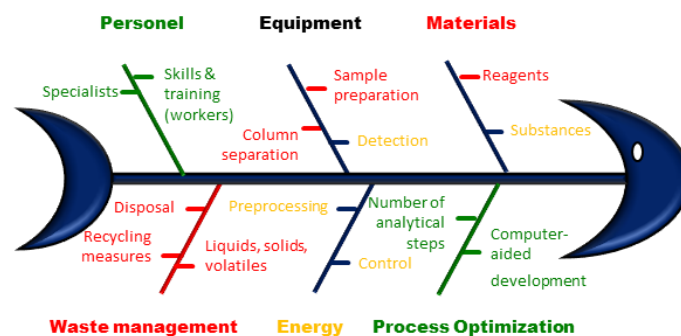 Personel
Equipment
Materials
Specialists
Skills &
training
(workers)
Sample
preparation
Column
separation
Detection
Reagents
Substances
Disposal
Recycling
measures
Liquids, solids,
volatiles
Preprocessing
Control
Number of
analytical
steps
Computer-
aided
development
Waste management
Energy
Process Optimization